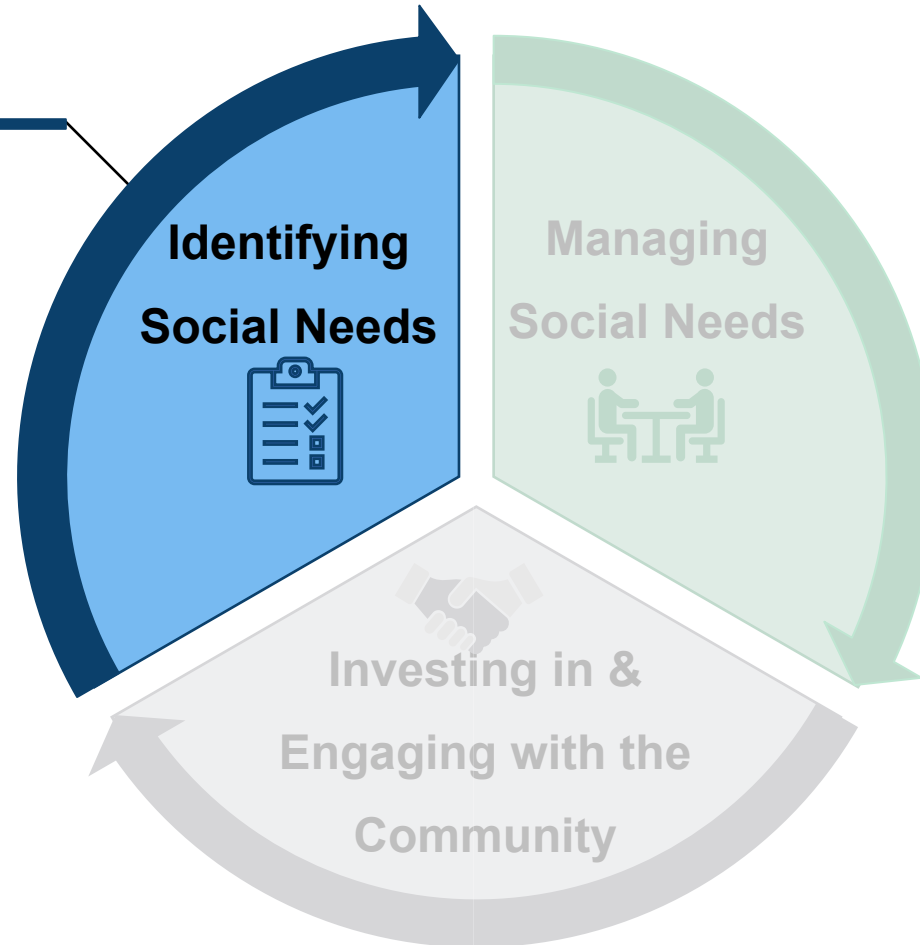 Identifying
Social Needs
Managing
Social Needs
Investing in &
Engaging with the
Community